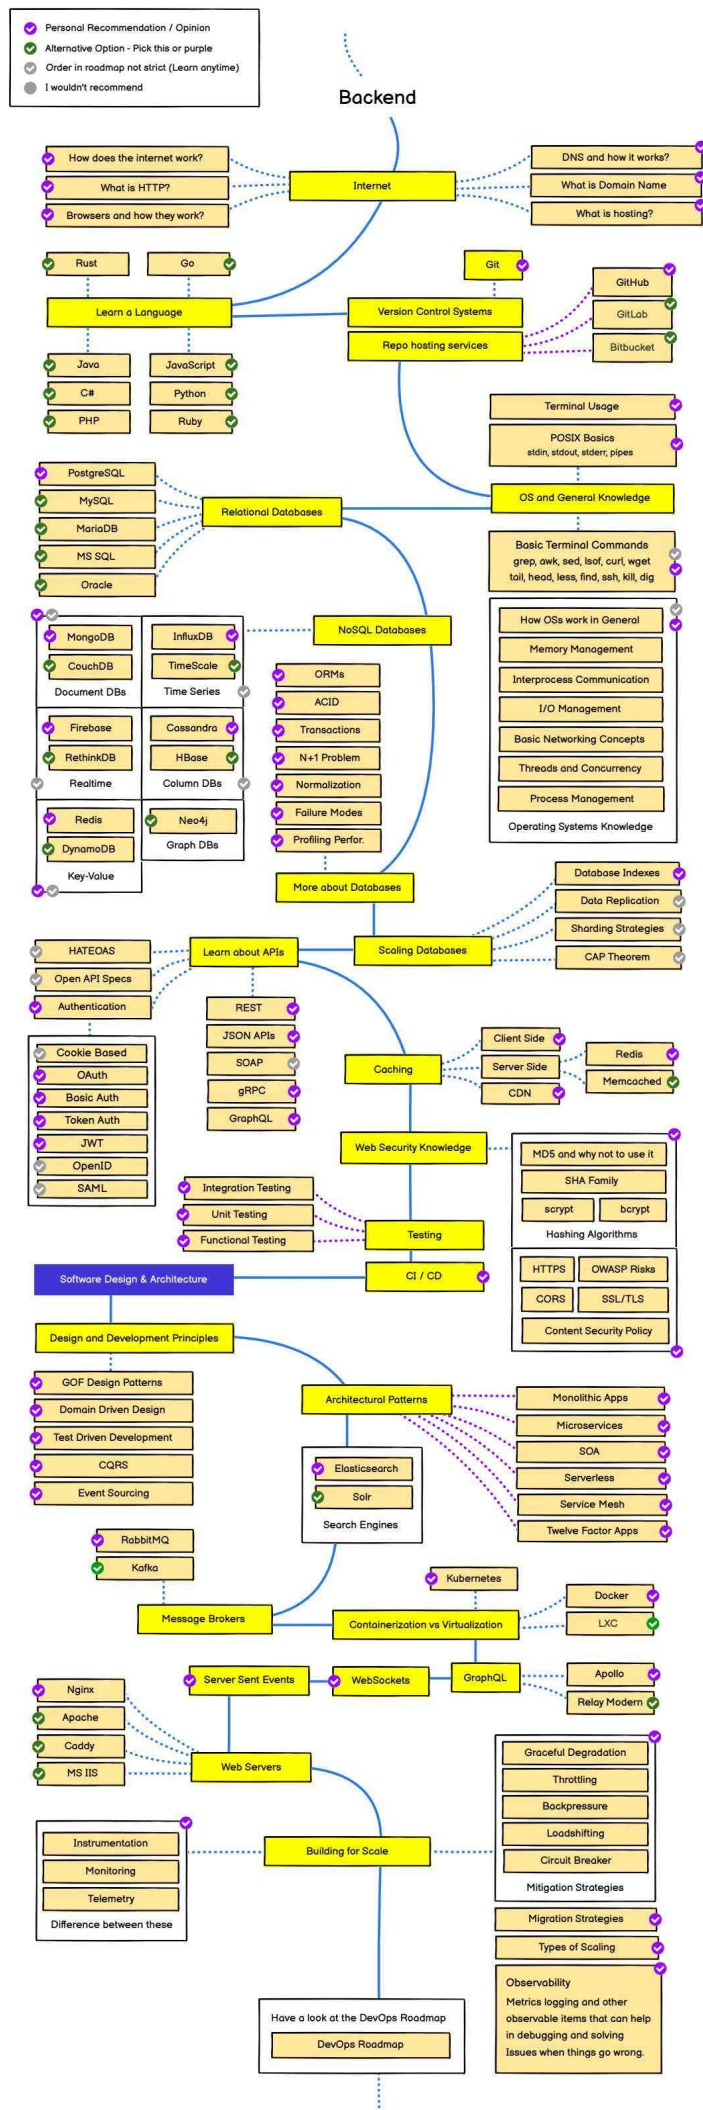 Personal Recommendation / Opinion
Alternative Option - Pick this or purple
Order in roadmap not strict (Learn anytime)
I wouldn't recommend
Backend
How does the internet work?
What is HTTP?
Browsers and how they work?
Internet
DNS and how it works?
What is Domain Name
What is hosting?
Rust
Go
Learn a Language
Java
JavaScript
C#
Python
PHP
Ruby
Git
Version Control Systems
Repo hosting services
GitHub
GitLab
Bitbucket
Terminal Usage
POSIX Basics
stdin, stdout, stderr, pipes
OS and General Knowledge
Basic Terminal Commands
grep, awk, sed, lsof, curl, wget
tail, head, less, find, ssh, kill, dig
How OSs work in General
Memory Management
Interprocess Communication
I/O Management
Basic Networking Concepts
Threads and Concurrency
Process Management
Operating Systems Knowledge
PostgreSQL
MySQL
MariaDB
MS SQL
Oracle
Relational Databases
NoSQL Databases
MongoDB
CouchDB
Document DBs
InfluxDB
TimeScale
Time Series
Firebase
RethinkDB
Realtime
Cassandra
HBase
Column DBs
Redis
DynamoDB
Key-Value
Neo4j
Graph DBs
ORMs
ACID
Transactions
N+1 Problem
Normalization
Failure Modes
Profiling Perfor.
More about Databases
Database Indexes
Data Replication
Sharding Strategies
CAP Theorem
Scaling Databases
Learn about APIs
HATEOAS
Open API Specs
Authentication
Cookie Based
OAuth
Basic Auth
Token Auth
JWT
OpenID
SAML
REST
JSON APIs
SOAP
gRPC
GraphQL
Caching
Client Side
Server Side
CDN
Redis
Memcached
Web Security Knowledge
MD5 and why not to use it
SHA Family
scrypt
bcrypt
Hashing Algorithms
HTTPS
OWASP Risks
CORS
SSL/TLS
Content Security Policy
Integration Testing
Unit Testing
Functional Testing
Testing
CI / CD
Software Design & Architecture
Design and Development Principles
GOF Design Patterns
Domain Driven Design
Test Driven Development
CQRS
Event Sourcing
Architectural Patterns
Monolithic Apps
Microservices
SOA
Serverless
Service Mesh
Twelve Factor Apps
Elasticsearch
Solr
Search Engines
RabbitMQ
Kafka
Message Brokers
Kubernetes
Containerization vs Virtualization
Docker
LXC
Server Sent Events
WebSockets
GraphQL
Apollo
Relay Modern
Nginx
Apache
Caddy
MS IIS
Web Servers
Graceful Degradation
Throttling
Backpressure
Loadshifting
Circuit Breaker
Mitigation Strategies
Building for Scale
Instrumentation
Monitoring
Telemetry
Difference between these
Migration Strategies
Types of Scaling
Observability
Metrics logging and other
observable items that can help
in debugging and solving
Issues when things go wrong.
Have a look at the DevOps Roadmap
DevOps Roadmap